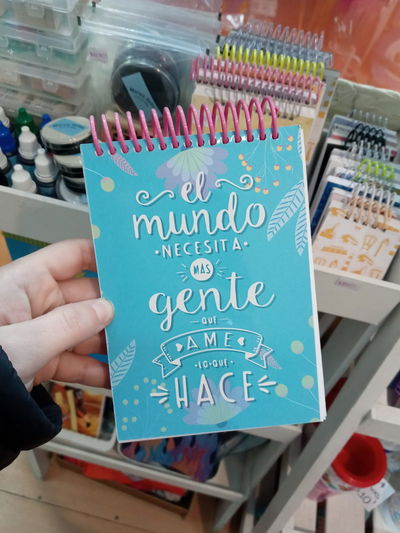 el
mundo
NECESITA
MÁS
gente
QUE
AME
LO QUE
HACE